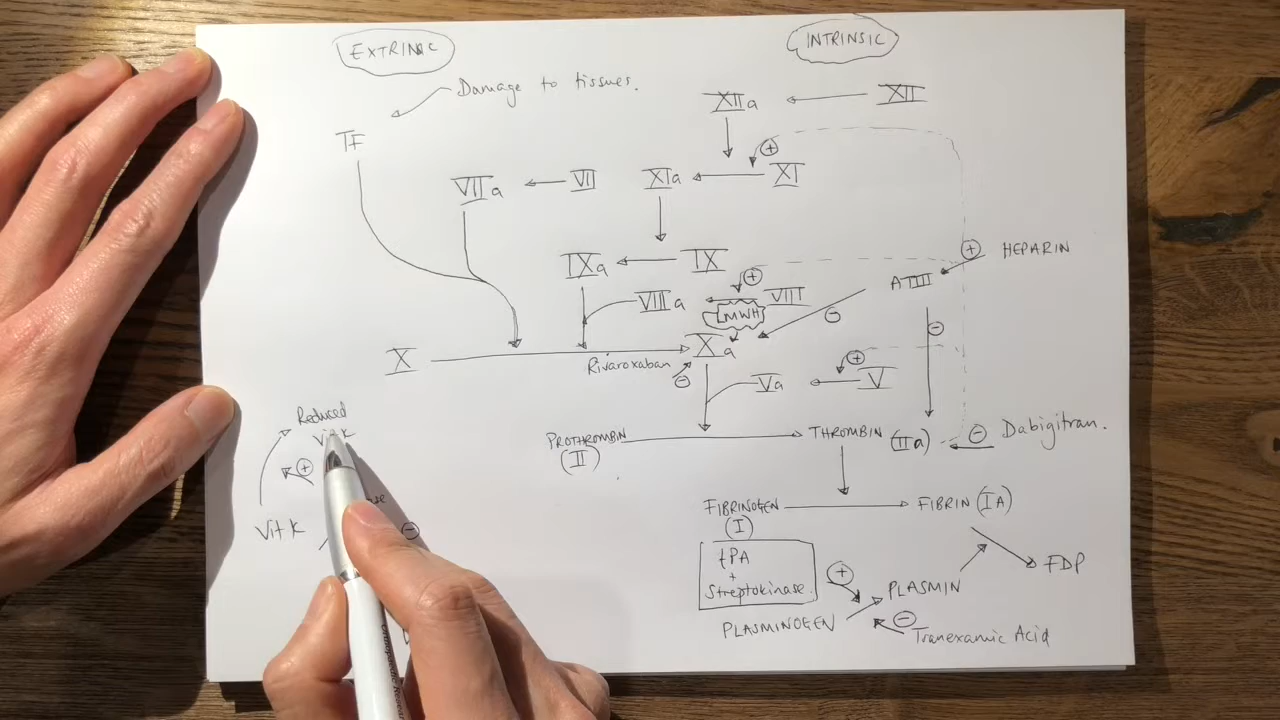 EXTRINIC
INTRINSIC
Damage to tissues.
XIIa
XII
TF
VIIa
VII
XIa
XI
+
IXa
IX
+
HEPARIN
+
ATIII
VIIIa
VIII
LMWH
-
-
X
Rivaroxaban
Xa
-
Va
V
+
Reduced
Vit K
PROTHROMBIN
(II)
THROMBIN (IIa)
-
Dabigitran.
+
Vit K
-
FIBRINOGEN
(I)
FIBRIN (IA)
tPA
+
Streptokinase.
+
FDP
PLASMINOGEN
PLASMIN
-
Tranexamic Acid